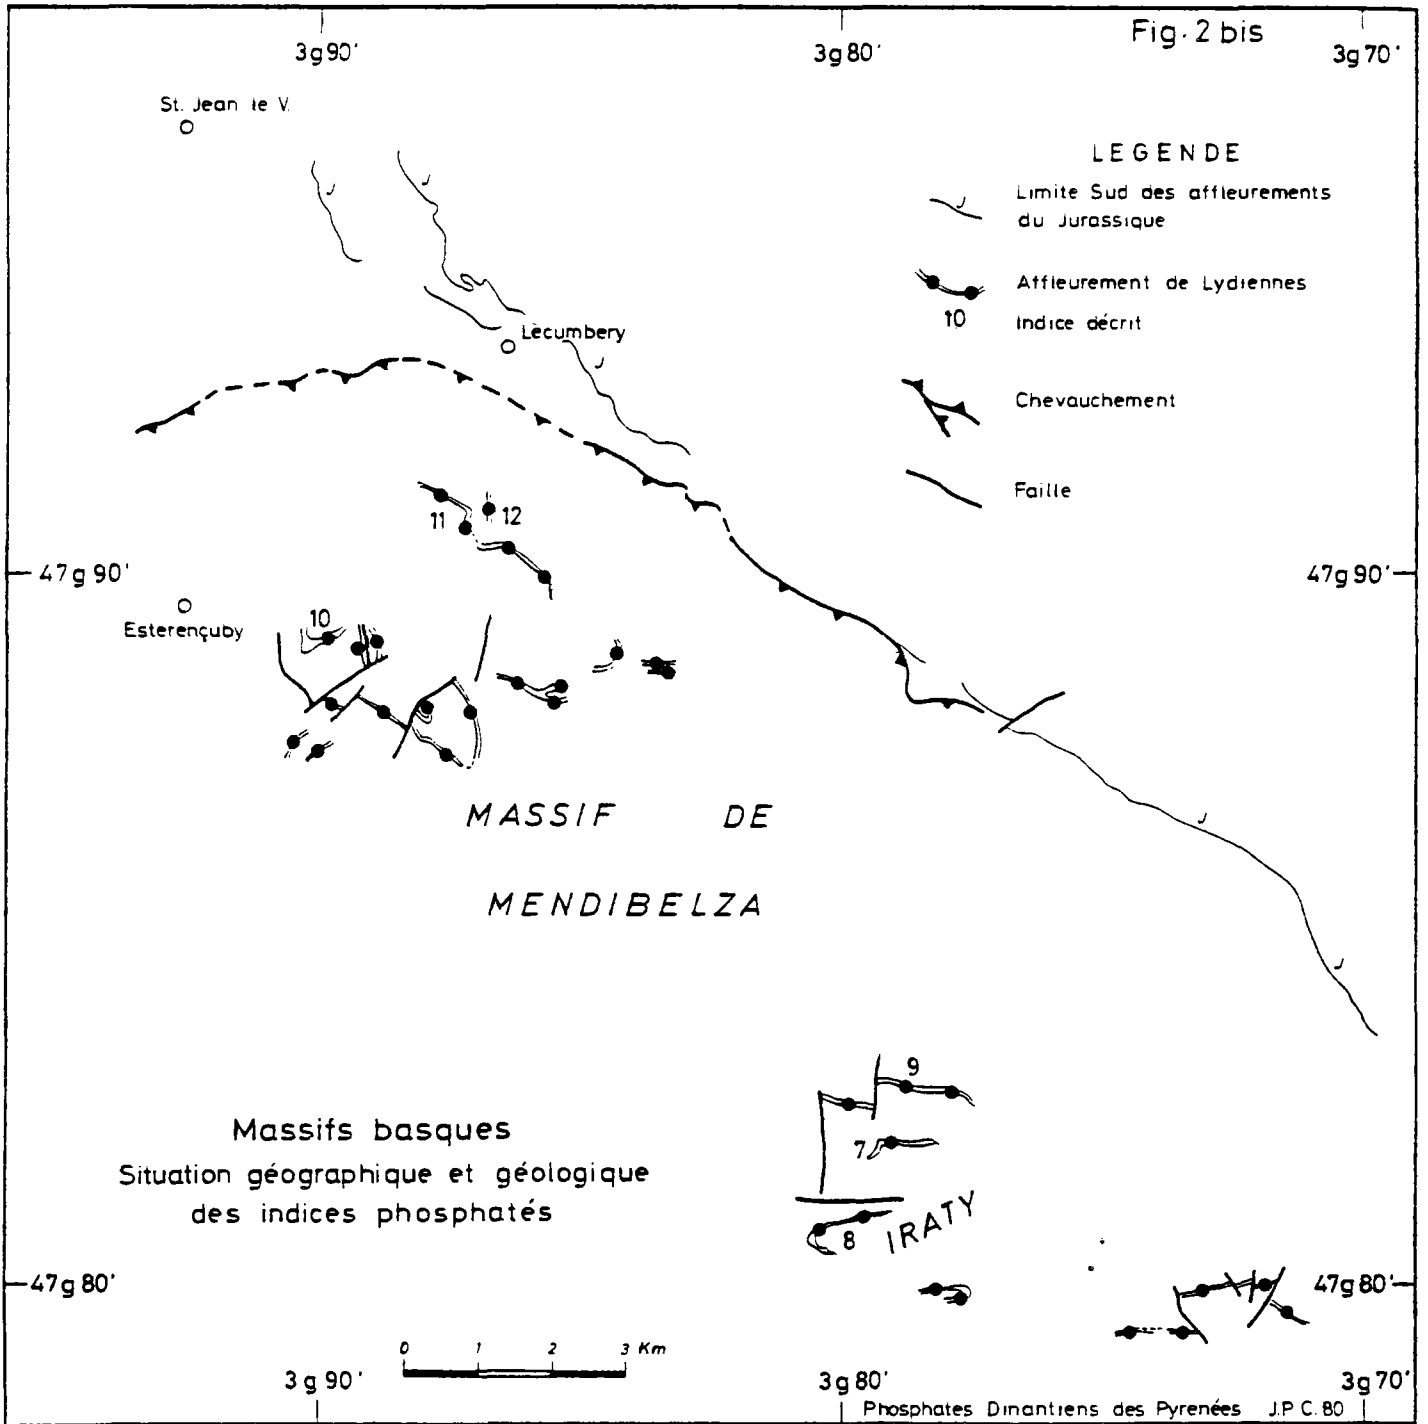 Fig. 2 bis
3g90' 3g80' 3g70'
St. Jean le V.
LEGENDE
J J J
Limite Sud des affleurements
du Jurassique
Affleurement de Lydiennes
10 Indice décrit
Lécumbery
J
Chevauchement
Faille
11 12
47g90' 47g90'
Esterençuby
10
MASSIF DE
J
MENDIBELZA
J
9
Massifs basques
7
Situation géographique et géologique
des indices phosphatés
8 IRATY
47g80' 47g80'
0 1 2 3 Km
3g90' 3g80' 3g70'
Phosphates Dinantiens des Pyrenées J.P C. 80